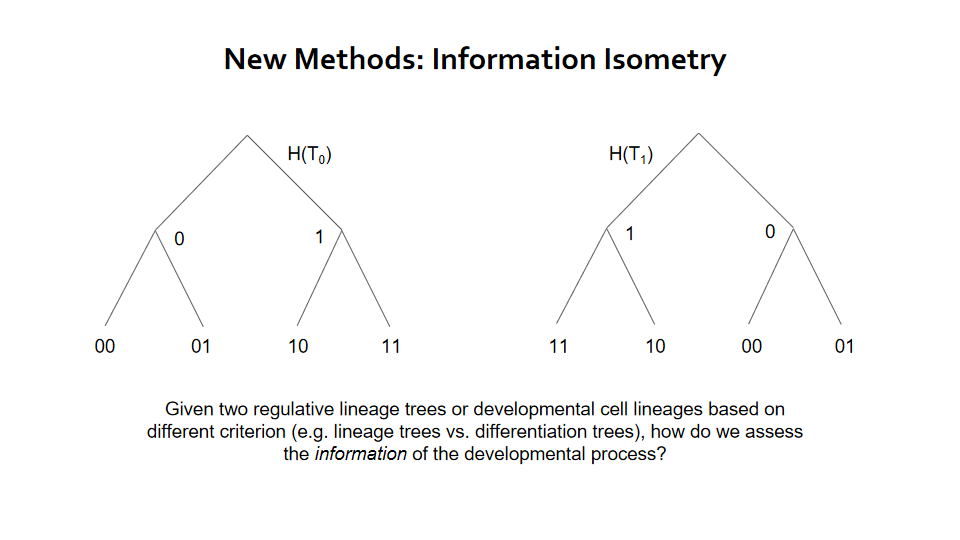 New Methods: Information Isometry
H(T₀)
H(T₁)
0
1
1
0
00
01
10
11
11
10
00
01
Given two regulative lineage trees or developmental cell lineages based on
different criterion (e.g. lineage trees vs. differentiation trees), how do we assess
the information of the developmental process?